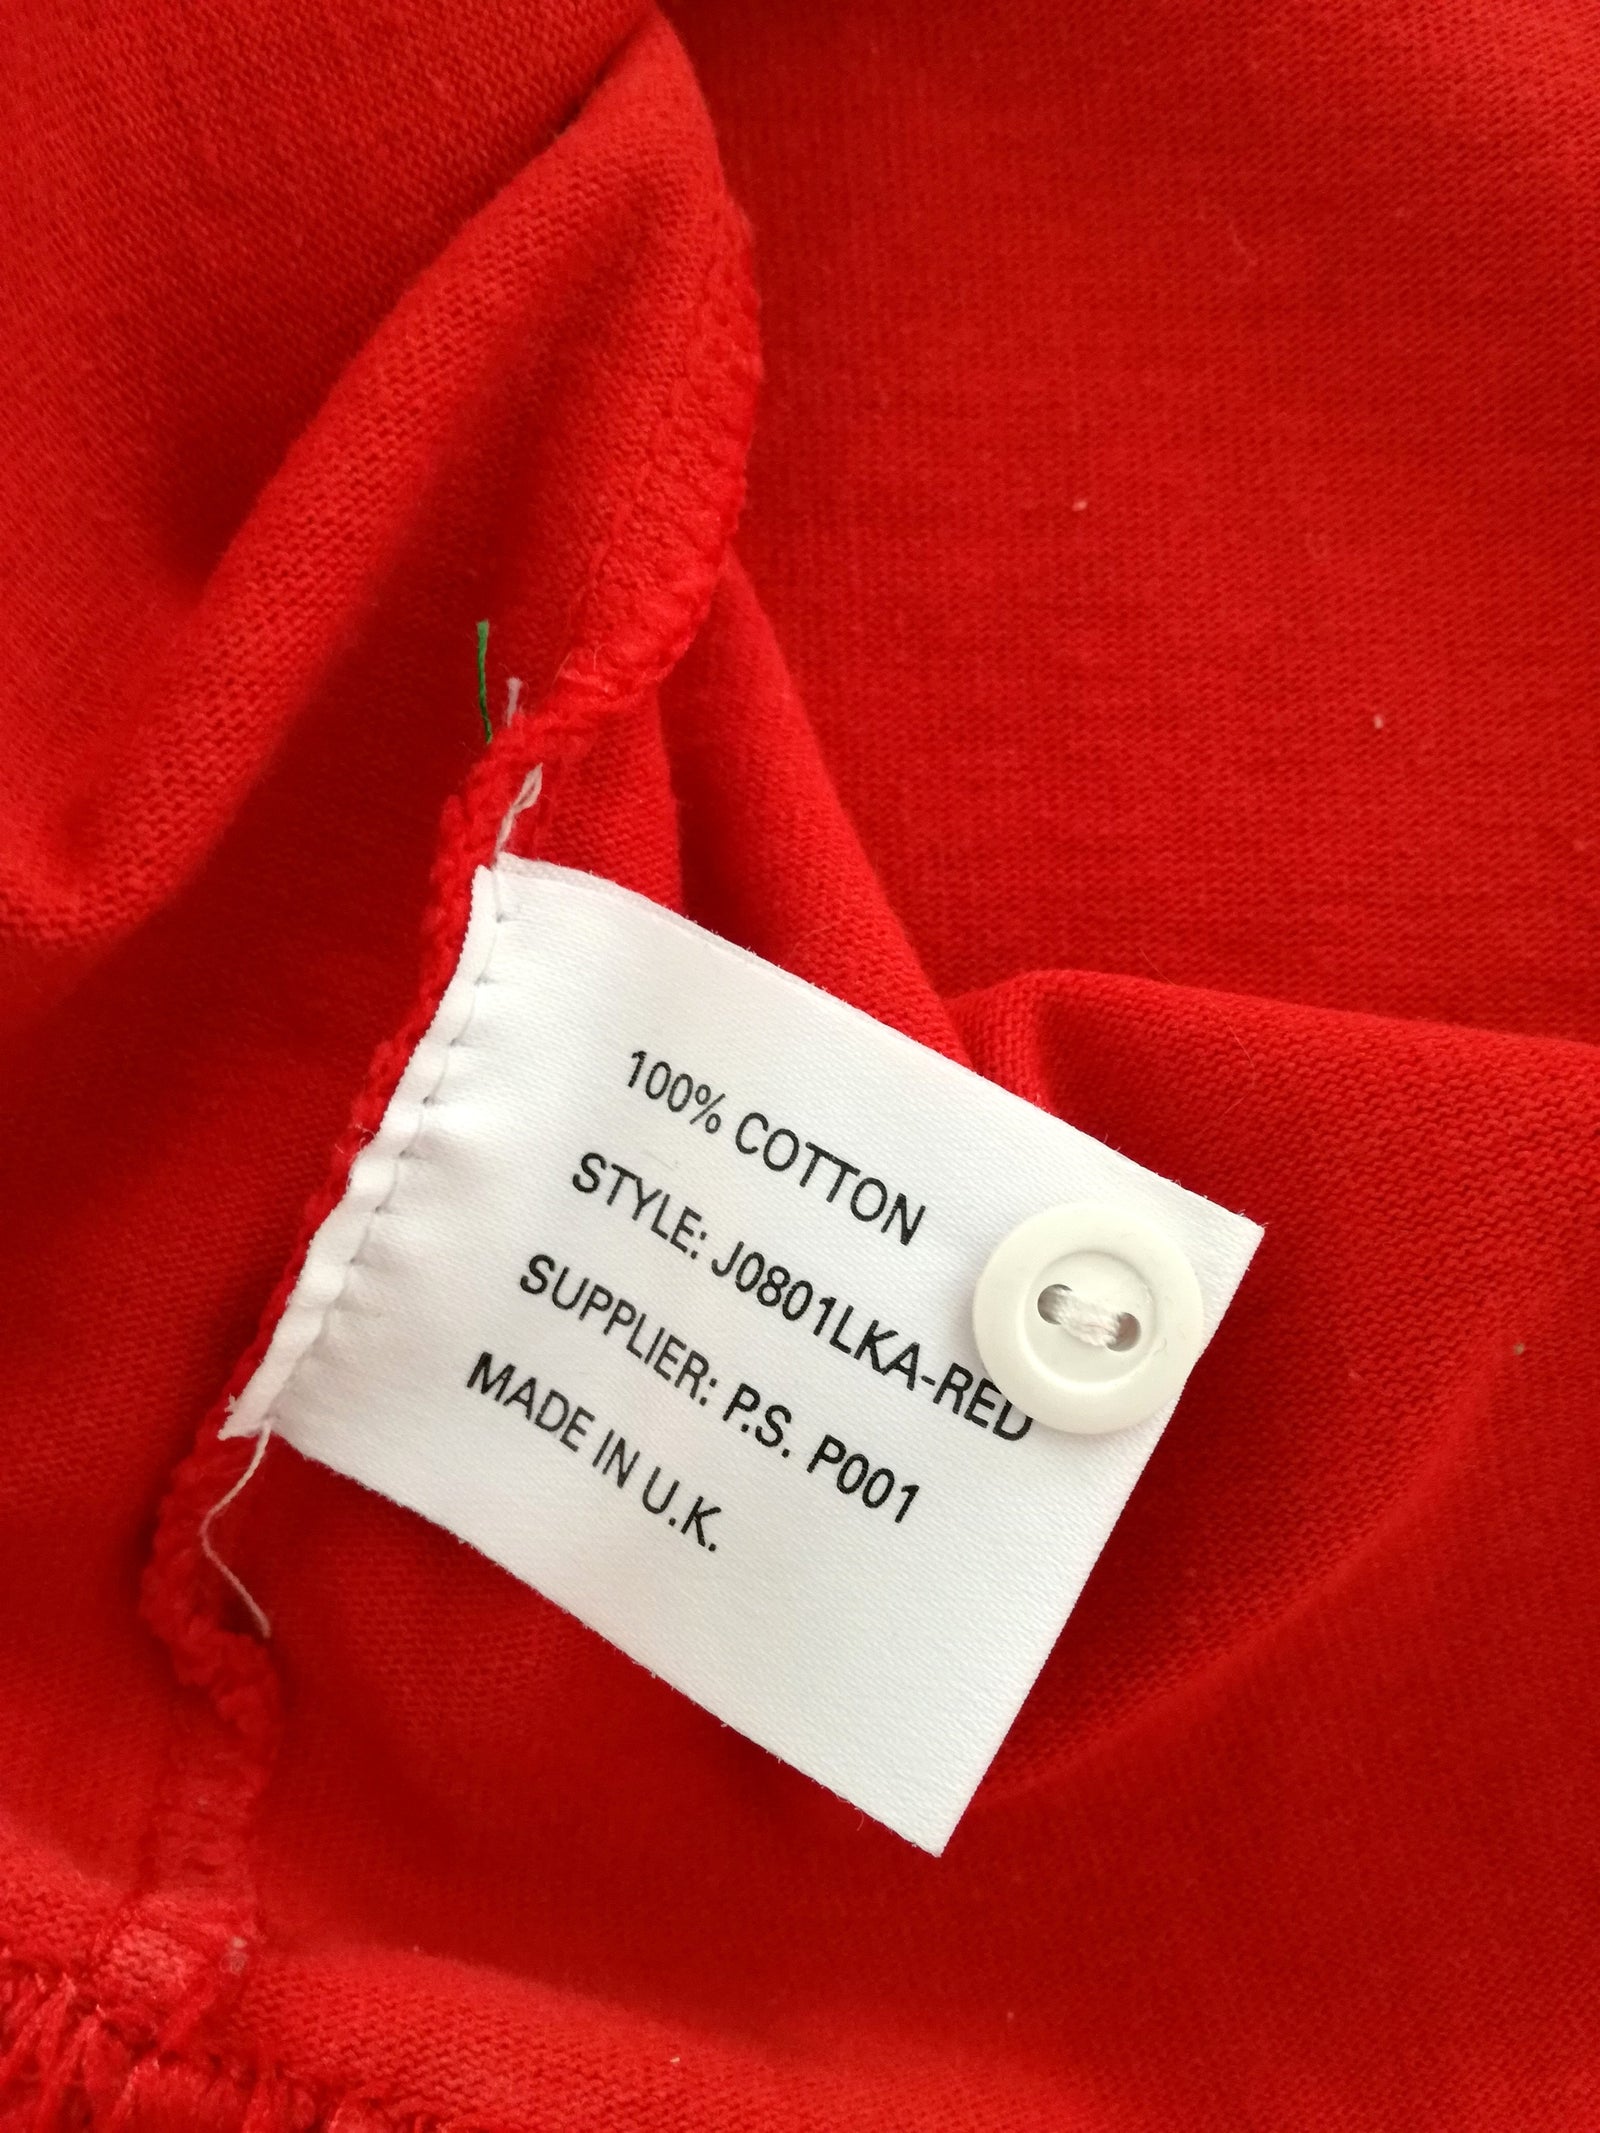 100% COTTON
STYLE: J0801LKA-RED
SUPPLIER: P.S. P001
MADE IN U.K.